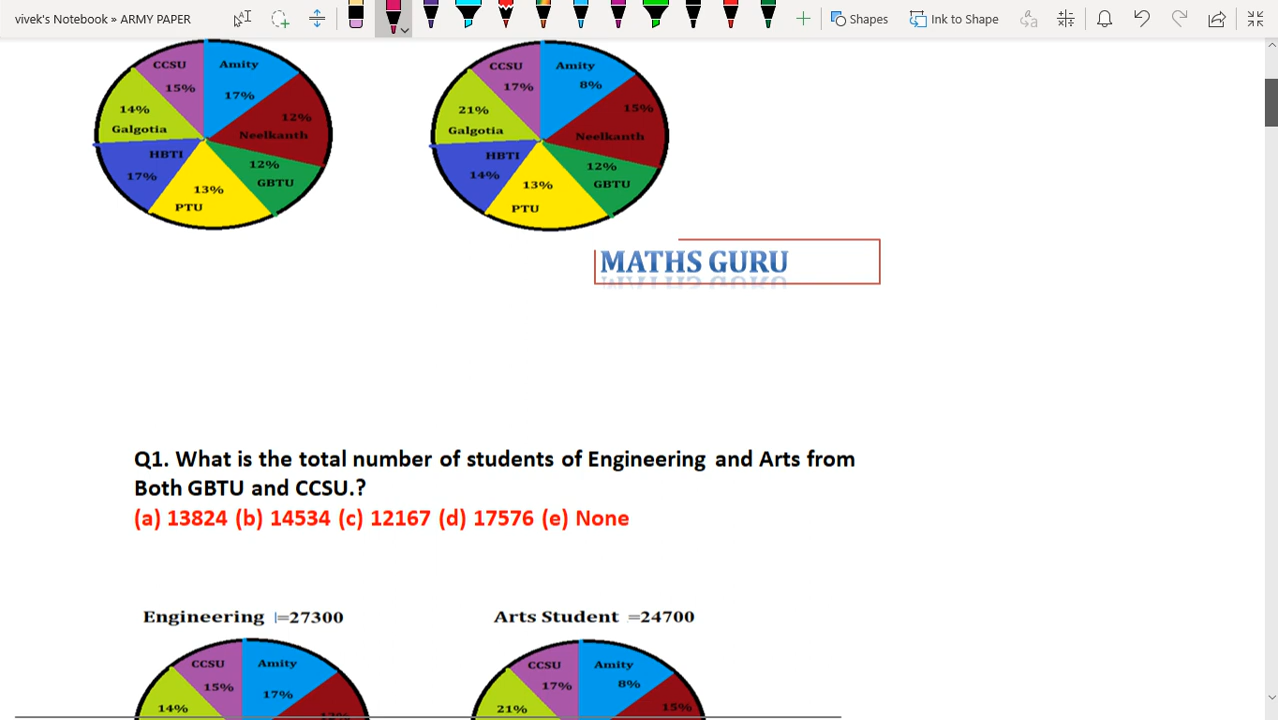 vivek's Notebook » ARMY PAPER
Shapes
Ink to Shape
CCSU
15%
Amity
17%
12%
Neelkanth
12%
GBTU
13%
PTU
HBTI
17%
14%
Galgotia
CCSU
17%
Amity
8%
15%
Neelkanth
12%
GBTU
13%
PTU
HBTI
14%
21%
Galgotia
MATHS GURU
Q1. What is the total number of students of Engineering and Arts from
Both GBTU and CCSU.?
(a) 13824 (b) 14534 (c) 12167 (d) 17576 (e) None
Engineering =27300
Arts Student =24700
CCSU
15%
Amity
17%
14%
12%
CCSU
17%
Amity
8%
21%
15%